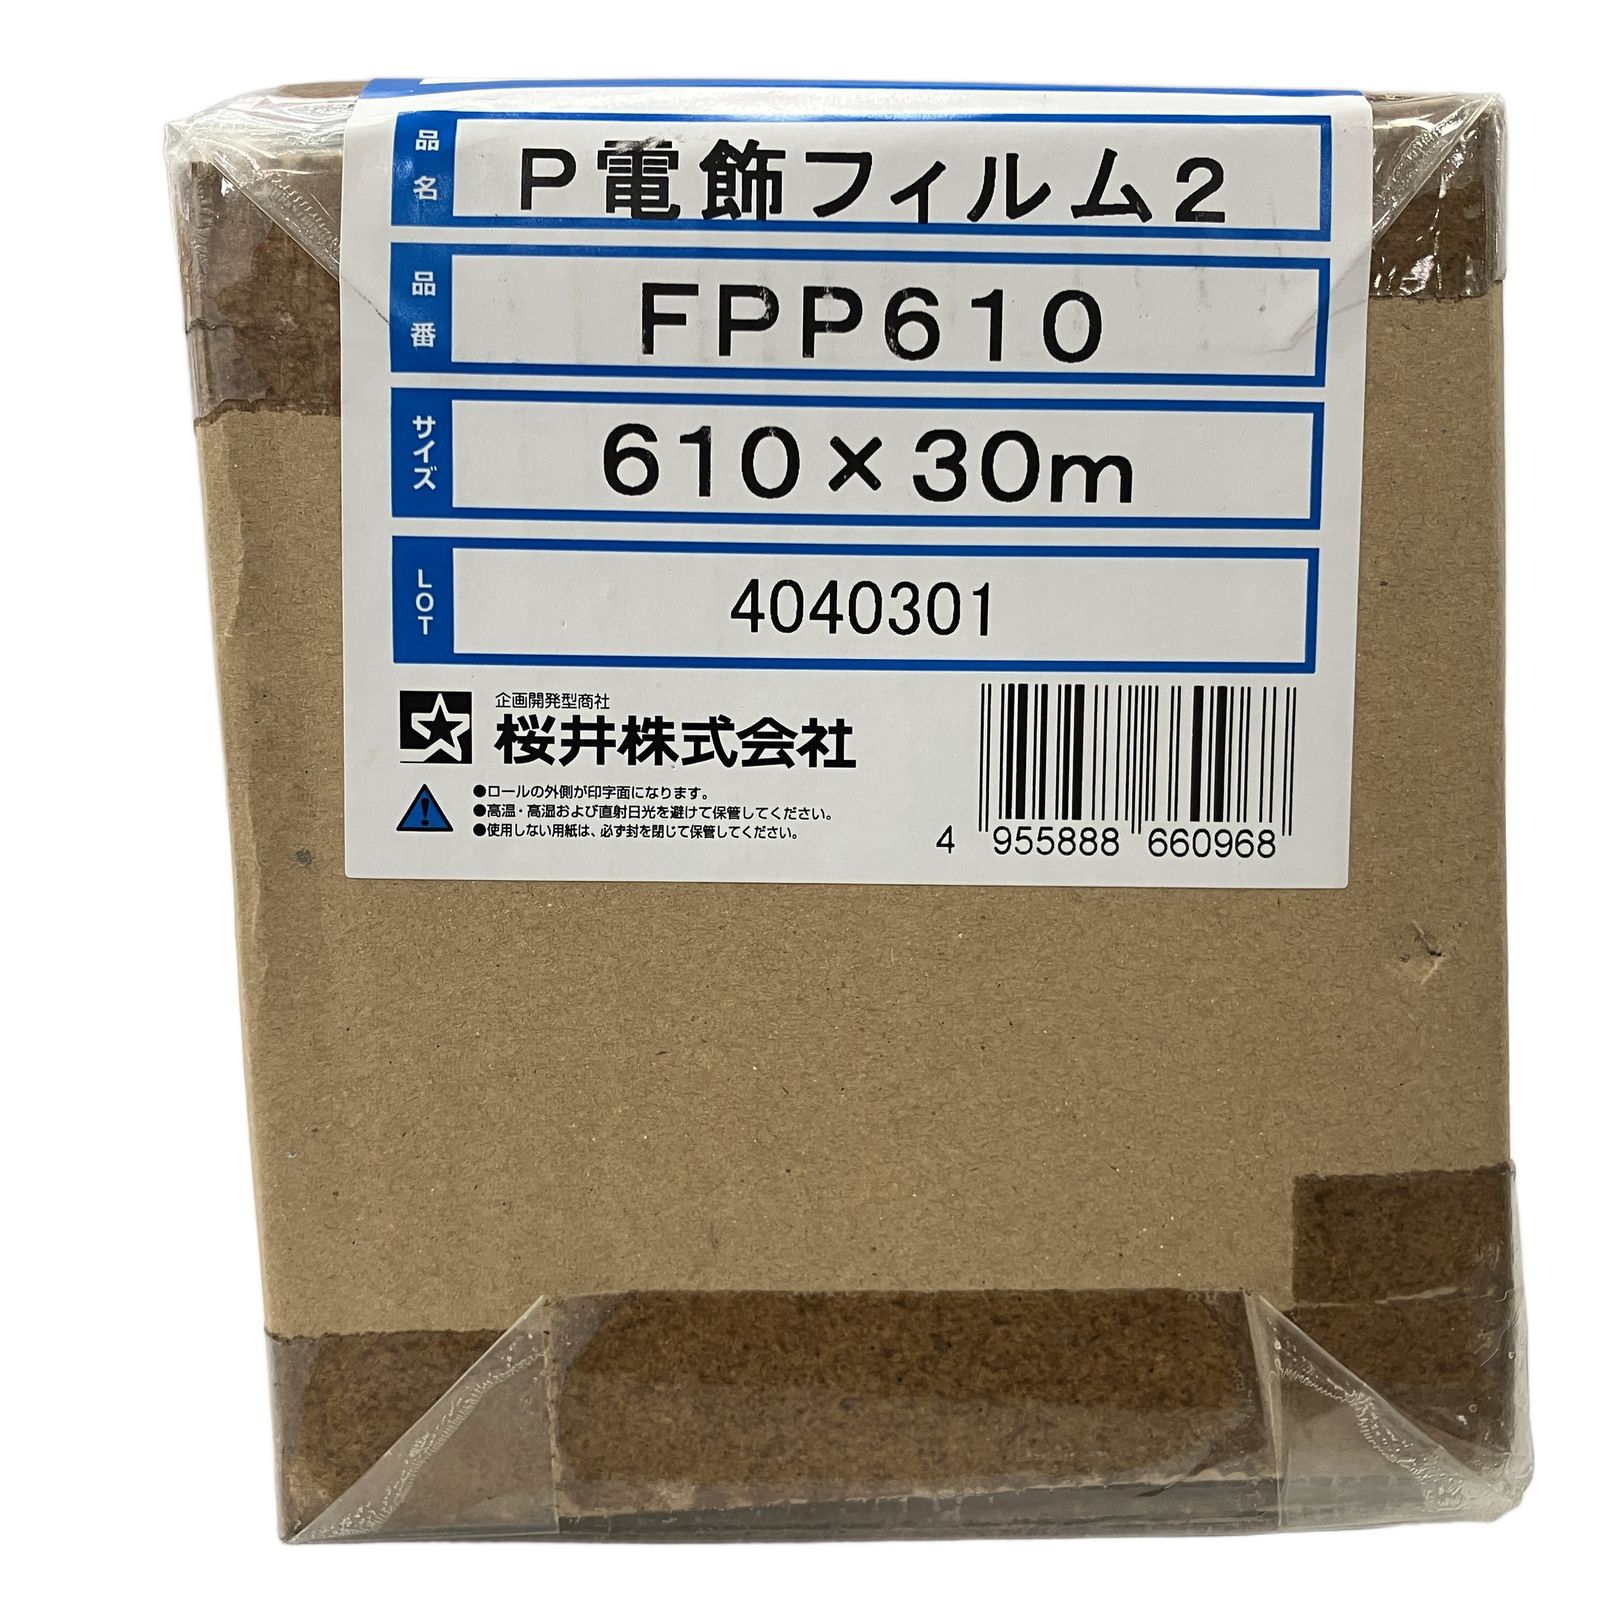 品名 P電飾フィルム2
品番 FPP610
サイズ 610×30m
LOT 4040301
企画開発型商社
桜井株式会社
●ロールの外側が印字面になります。
●高温・高湿および直射日光を避けて保管してください。
●使用しない用紙は、必ず封を閉じて保管してください。
4 955888 660968